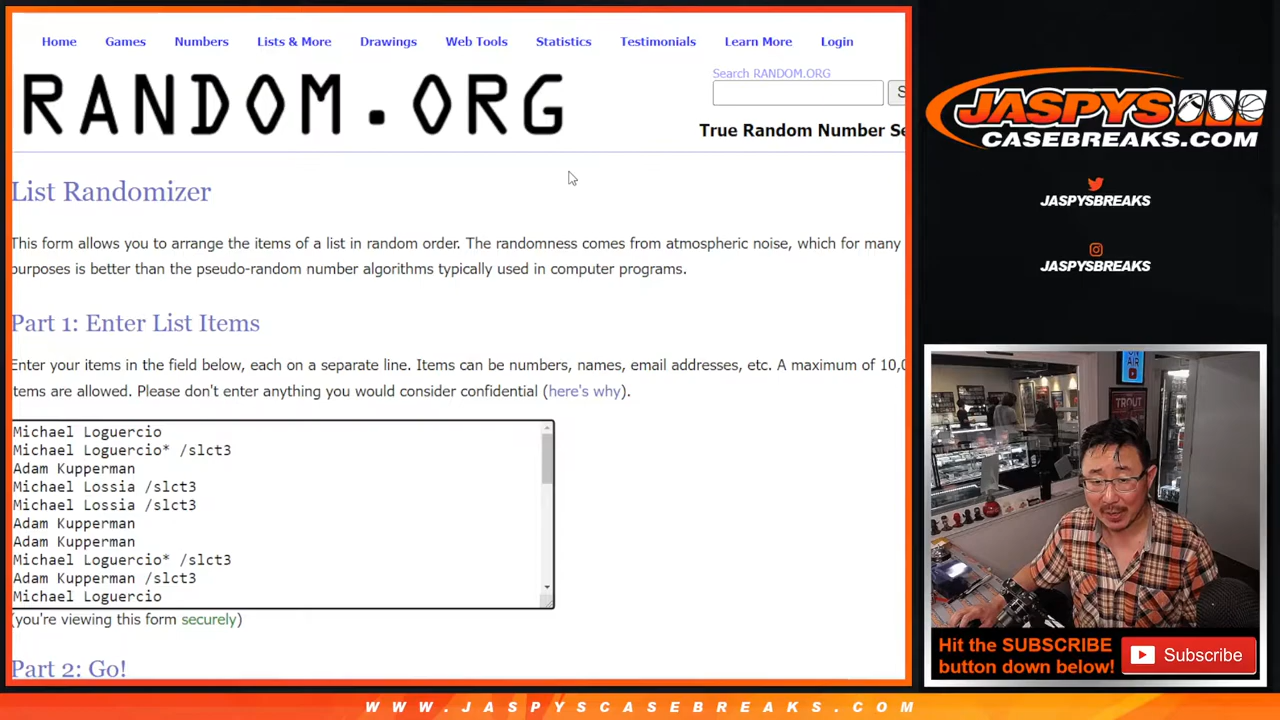 Home Games Numbers Lists & More Drawings Web Tools Statistics Testimonials Learn More Login
RANDOM.ORG
Search RANDOM.ORG
S
True Random Number Se
List Randomizer
This form allows you to arrange the items of a list in random order. The randomness comes from atmospheric noise, which for many
purposes is better than the pseudo-random number algorithms typically used in computer programs.
Part 1: Enter List Items
Enter your items in the field below, each on a separate line. Items can be numbers, names, email addresses, etc. A maximum of 10,0
tems are allowed. Please don't enter anything you would consider confidential (here's why).
Michael Loguercio
Michael Loguercio* /slct3
Adam Kupperman
Michael Lossia /slct3
Michael Lossia /slct3
Adam Kupperman
Adam Kupperman
Michael Loguercio* /slct3
Adam Kupperman /slct3
Michael Loguercio
(you're viewing this form securely)
Part 2: Go!
JASPYS
CASEBREAKS.COM
JASPYSBREAKS
JASPYSBREAKS
ON
AIR
TROUT
Hit the SUBSCRIBE
button down below!
Subscribe
WWW.JASPYSCASEBREAKS.COM